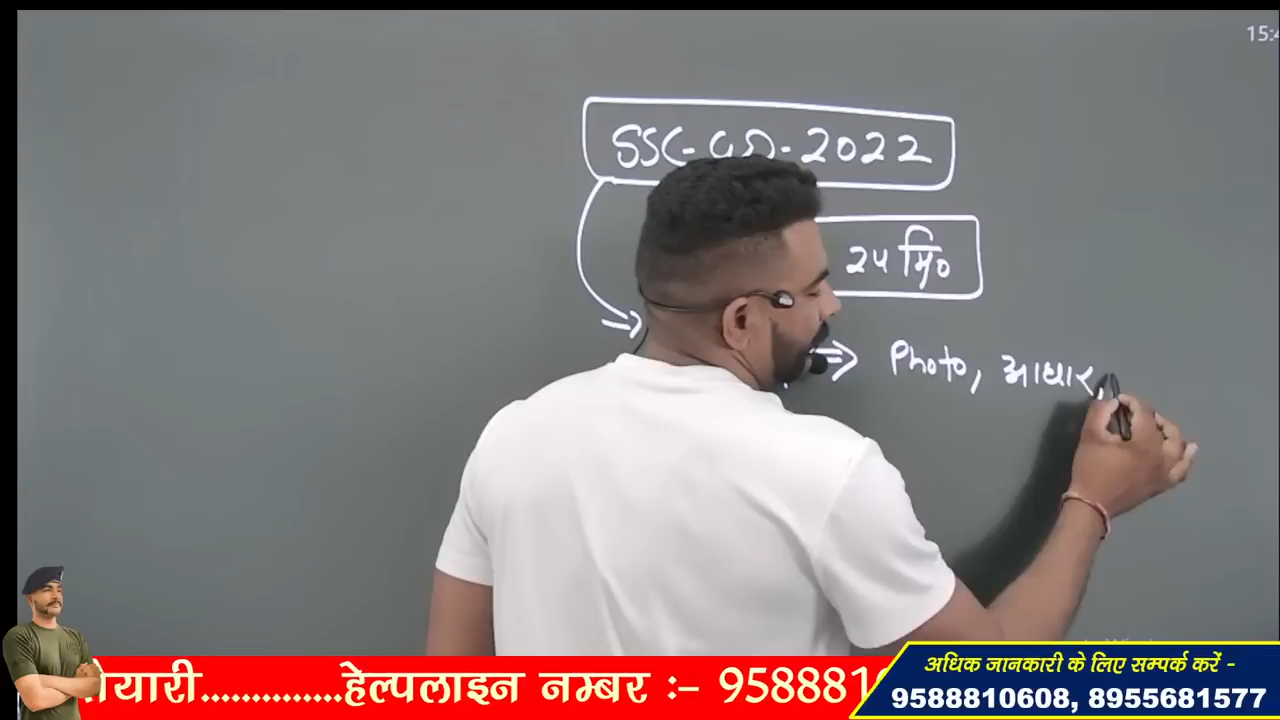 15:4
SSC-GD-2022
24 मि०
⇒ Photo, आधार,
अधिक जानकारी के लिए सम्पर्क करें -
9588810608, 8955681577
तैयारी..............हेल्पलाइन नम्बर :– 958881